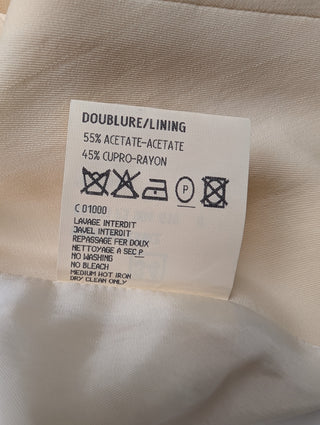 DOUBLURE/LINING
55% ACETATE-ACETATE
45% CUPRO-RAYON
P
C 01000
LAVAGE INTERDIT
JAVEL INTERDIT
REPASSAGE FER DOUX
NETTOYAGE A SEC P
NO WASHING
NO BLEACH
MEDIUM HOT IRON
DRY CLEAN ONLY